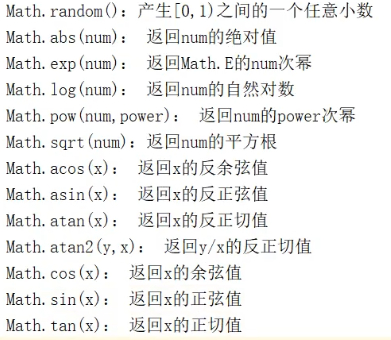 Math.random()：产生[0,1)之间的一个任意小数
Math.abs(num)： 返回num的绝对值
Math.exp(num)： 返回Math.E的num次幂
Math.log(num)： 返回num的自然对数
Math.pow(num,power)： 返回num的power次幂
Math.sqrt(num)：返回num的平方根
Math.acos(x)： 返回x的反余弦值
Math.asin(x)： 返回x的反正弦值
Math.atan(x)： 返回x的反正切值
Math.atan2(y,x)： 返回y/x的反正切值
Math.cos(x)： 返回x的余弦值
Math.sin(x)： 返回x的正弦值
Math.tan(x)： 返回x的正切值